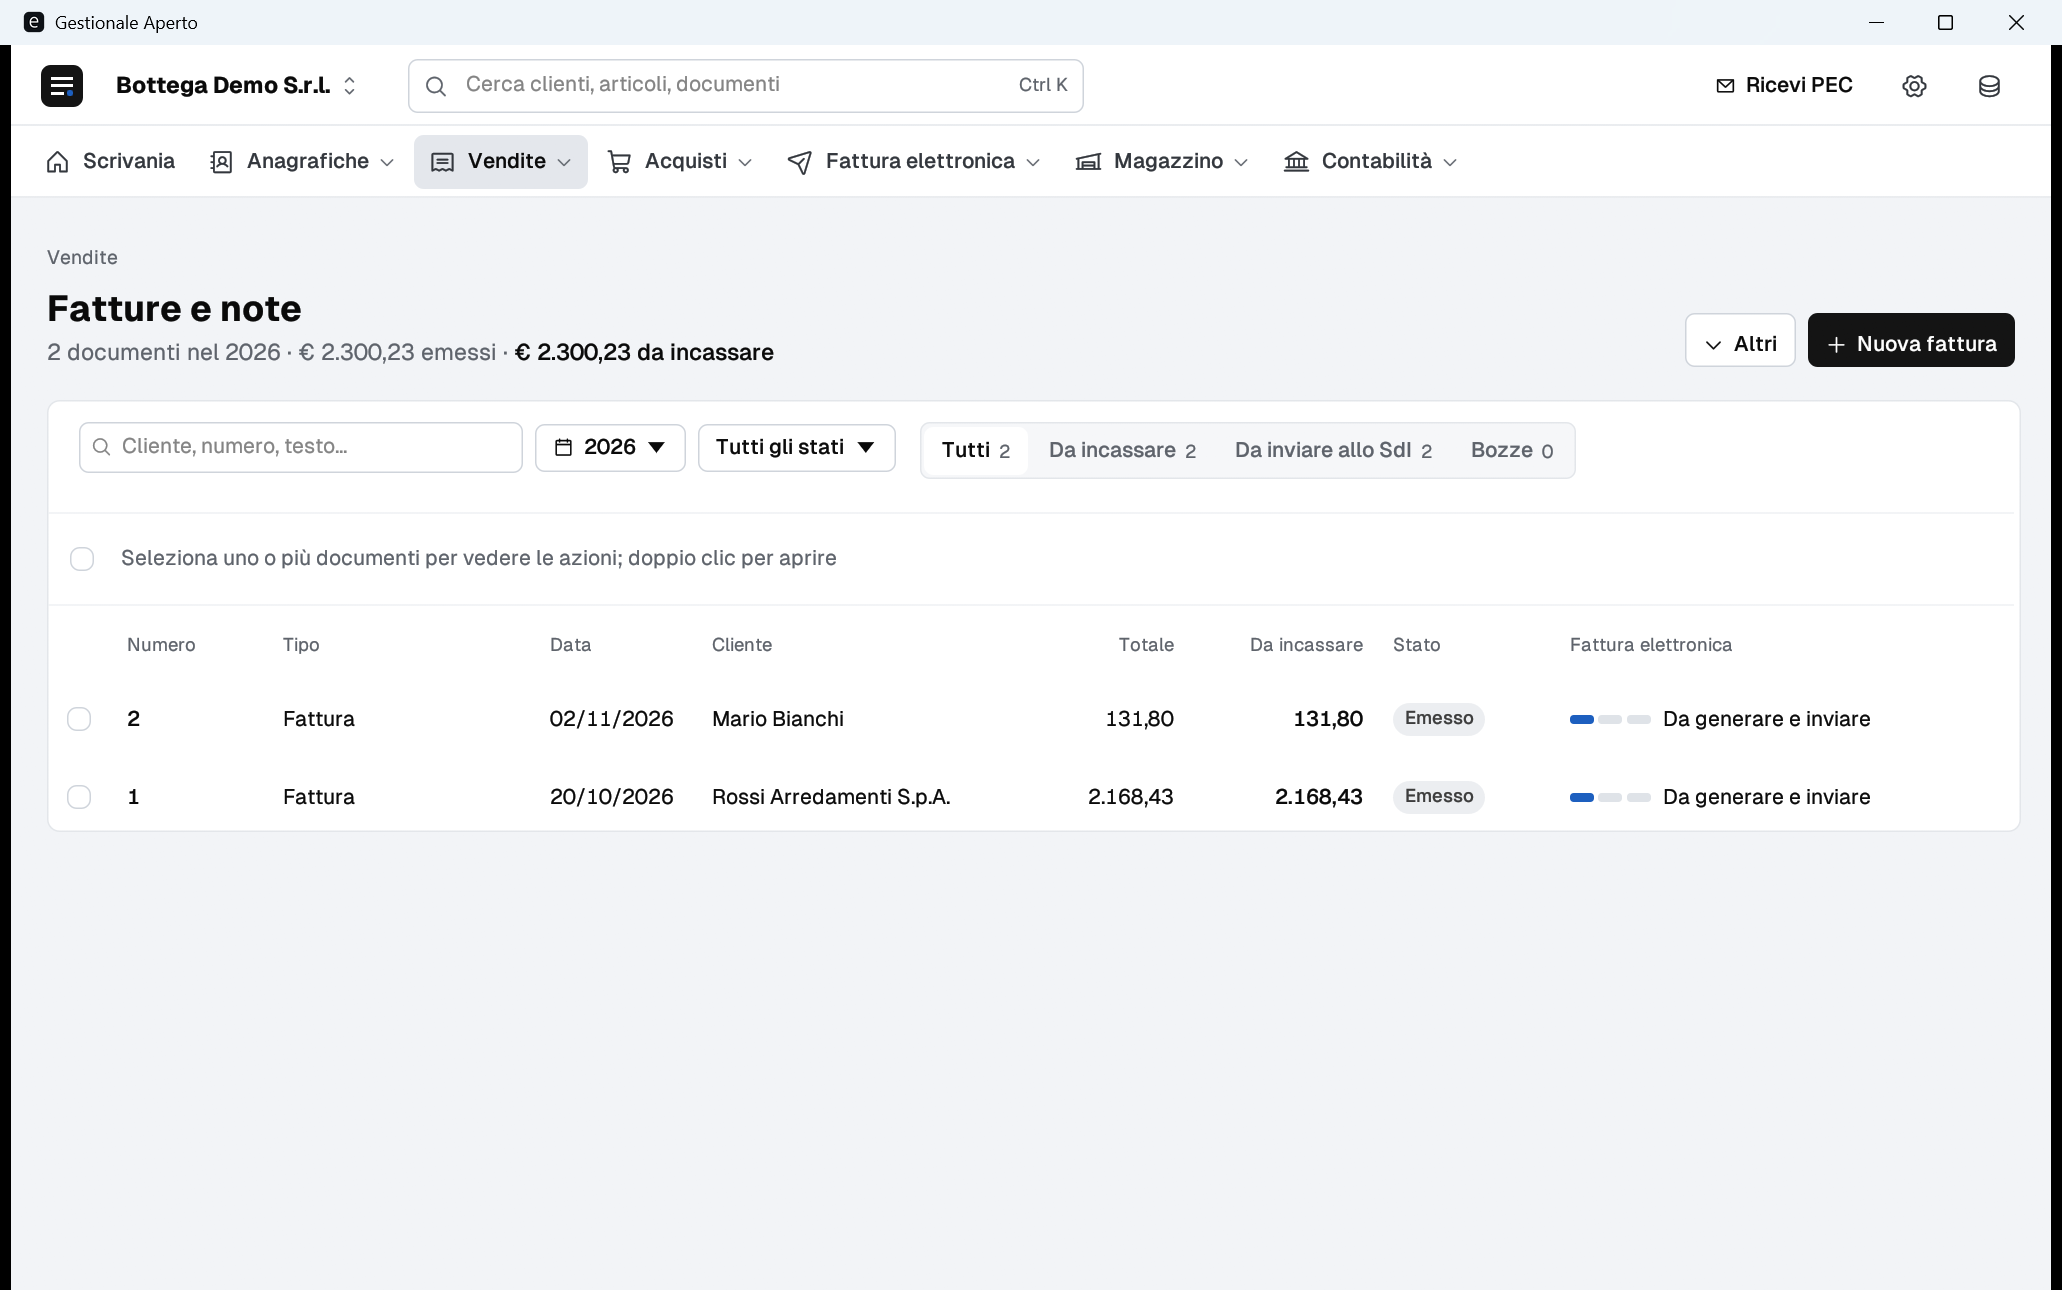 Gestionale Aperto
Bottega Demo S.r.l.
Cerca clienti, articoli, documenti
Ctrl K
Ricevi PEC
Scrivania
Anagrafiche
Vendite
Acquisti
Fattura elettronica
Magazzino
Contabilità
Vendite
Fatture e note
2 documenti nel 2026 · € 2.300,23 emessi · € 2.300,23 da incassare
Altri
Nuova fattura
Cliente, numero, testo...
2026
Tutti gli stati
Tutti 2
Da incassare 2
Da inviare allo SdI 2
Bozze 0
Seleziona uno o più documenti per vedere le azioni; doppio clic per aprire
Numero Tipo Data Cliente Totale Da incassare Stato Fattura elettronica
2 Fattura 02/11/2026 Mario Bianchi 131,80 131,80 Emesso Da generare e inviare
1 Fattura 20/10/2026 Rossi Arredamenti S.p.A. 2.168,43 2.168,43 Emesso Da generare e inviare